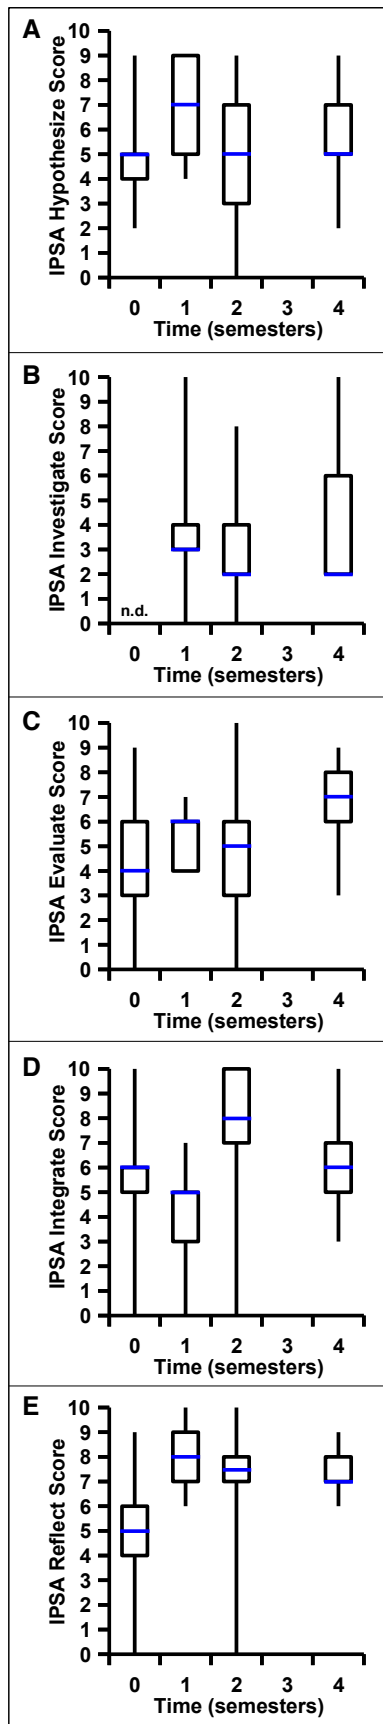 A
IPSA Hypothesize Score
10
9
8
7
6
5
4
3
2
1
0
0 1 2 3 4
Time (semesters)
B
IPSA Investigate Score
10
9
8
7
6
5
4
3
2
1
0
n.d.
0 1 2 3 4
Time (semesters)
C
IPSA Evaluate Score
10
9
8
7
6
5
4
3
2
1
0
0 1 2 3 4
Time (semesters)
D
IPSA Integrate Score
10
9
8
7
6
5
4
3
2
1
0
0 1 2 3 4
Time (semesters)
E
IPSA Reflect Score
10
9
8
7
6
5
4
3
2
1
0
0 1 2 3 4
Time (semesters)